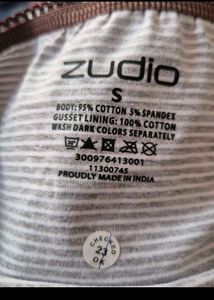 zudio
S
BODY: 95% COTTON 5% SPANDEX
GUSSET LINING: 100% COTTON
WASH DARK COLORS SEPARATELY
300976413001
11300745
PROUDLY MADE IN INDIA
CHECKED
23
OK